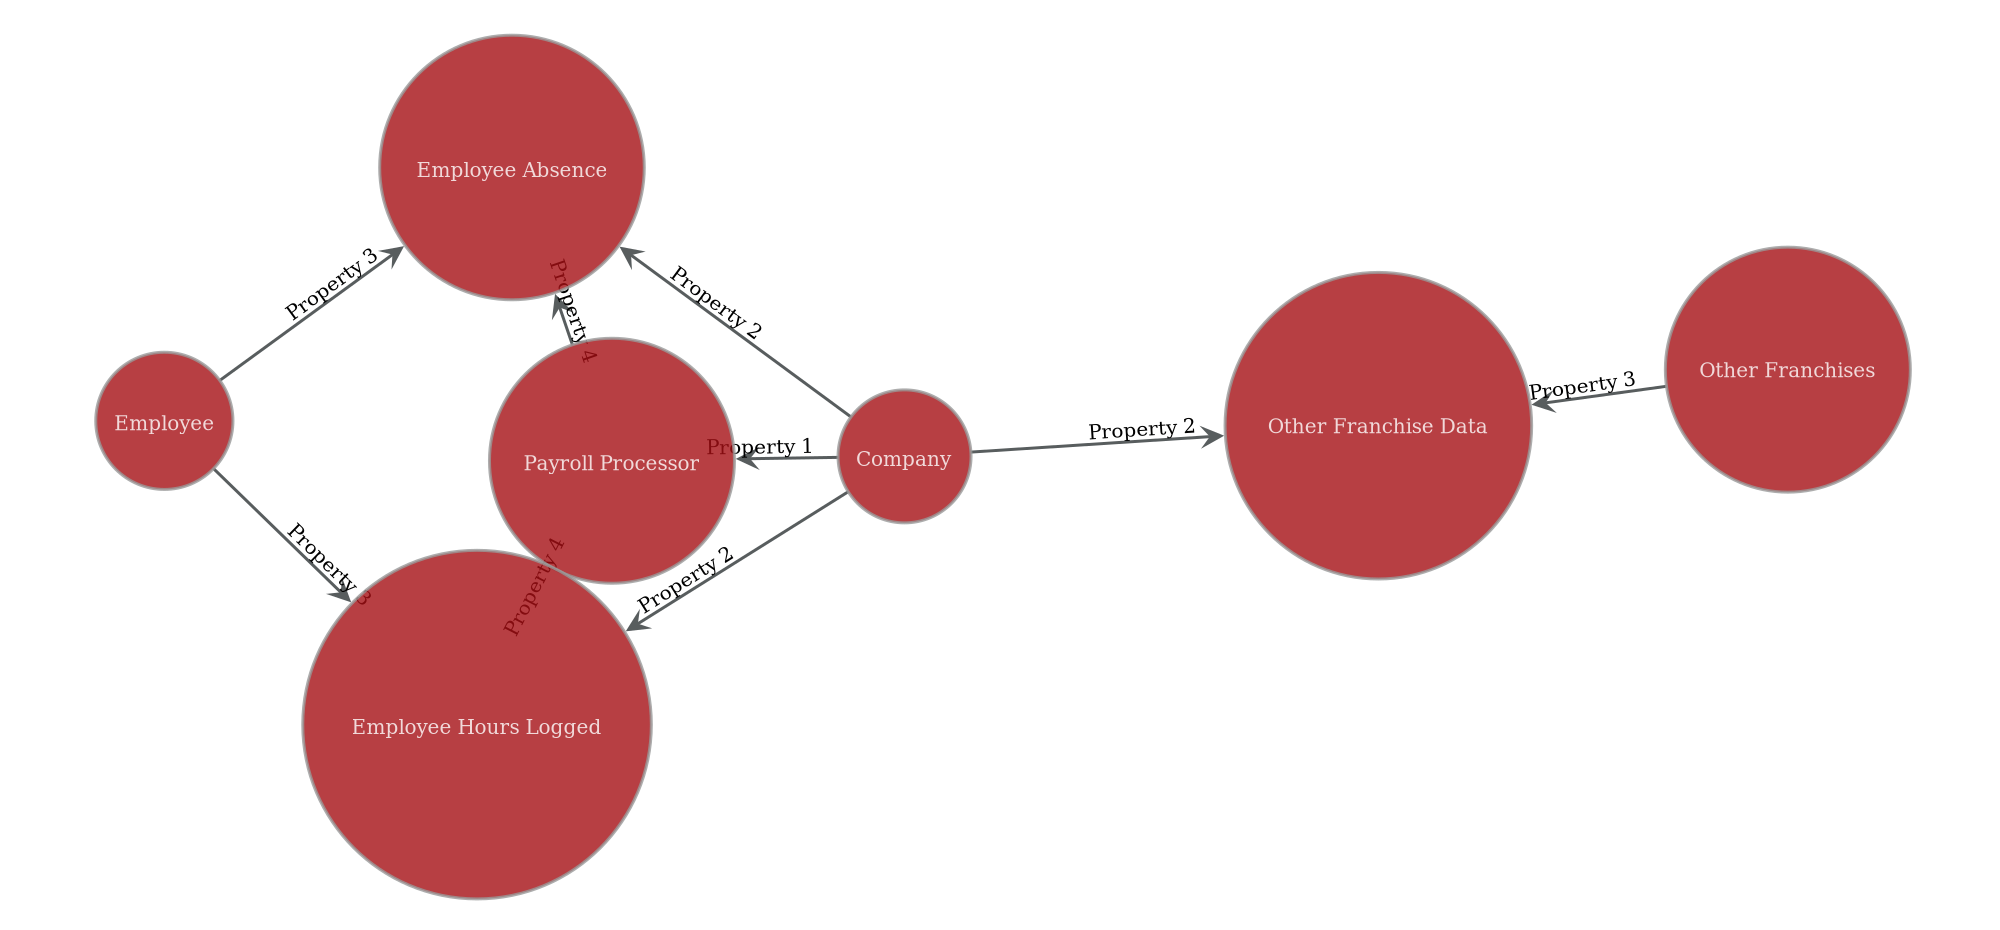 Employee Absence
Property 3
Property 4
Property 2
Other Franchises
Property 3
Employee
Payroll Processor
Property 1
Company
Property 2
Other Franchise Data
Property 3
Property 4
Property 2
Employee Hours Logged